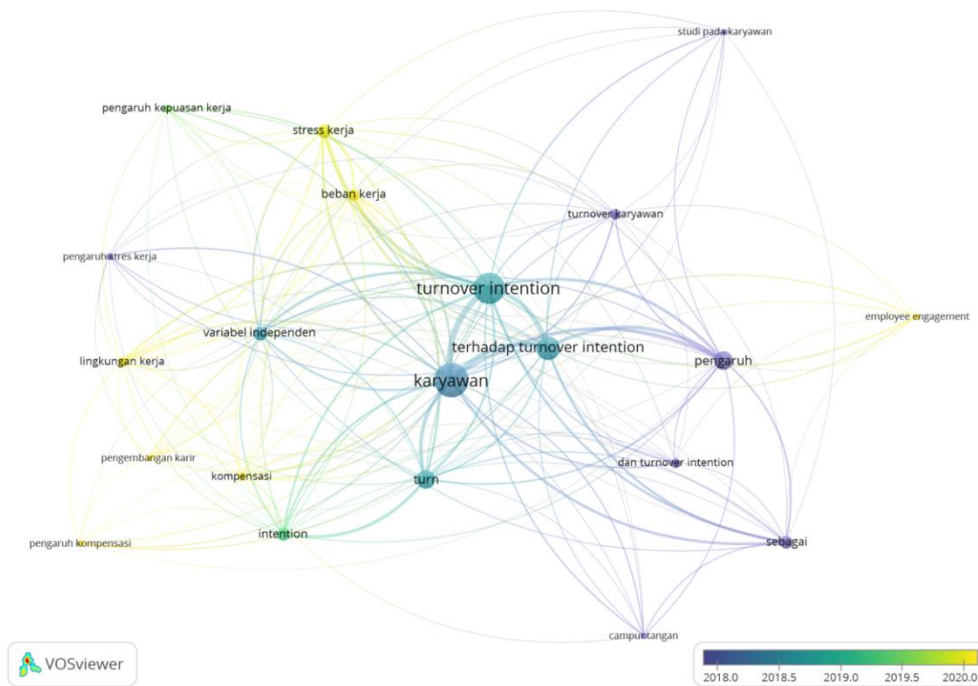 studi pada karyawan
pengaruh kepuasan kerja
stress kerja
beban kerja
turnover karyawan
pengaruh stres kerja
turnover intention
employee engagement
variabel independen
terhadap turnover intention
lingkungan kerja
pengaruh
karyawan
pengembangan karir
dan turnover intention
kompensasi
turn
intention
pengaruh kompensasi
sebagai
campur tangan
VOSviewer
2018.0 2018.5 2019.0 2019.5 2020.0